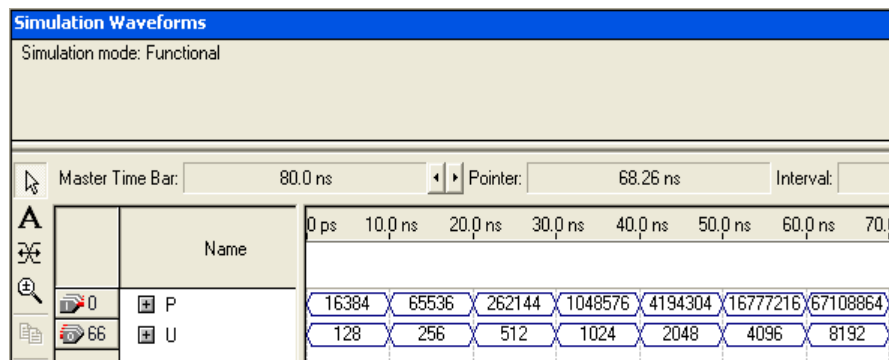 Simulation Waveforms
Simulation mode: Functional
Master Time Bar: 80.0 ns Pointer: 68.26 ns Interval:
A
Name 0 ps 10.0 ns 20.0 ns 30.0 ns 40.0 ns 50.0 ns 60.0 ns 70.
0 P 16384 65536 262144 1048576 4194304 16777216 67108864
66 U 128 256 512 1024 2048 4096 8192